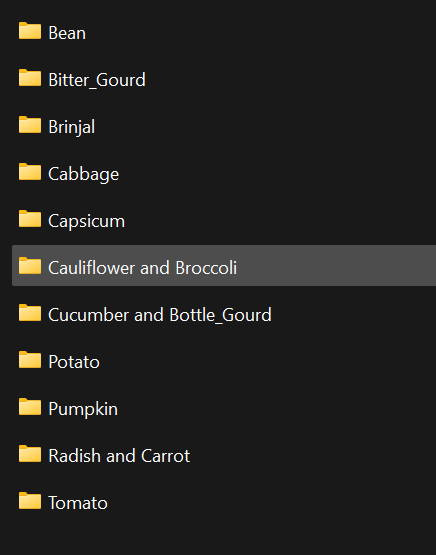 Bean
Bitter_Gourd
Brinjal
Cabbage
Capsicum
Cauliflower and Broccoli
Cucumber and Bottle_Gourd
Potato
Pumpkin
Radish and Carrot
Tomato